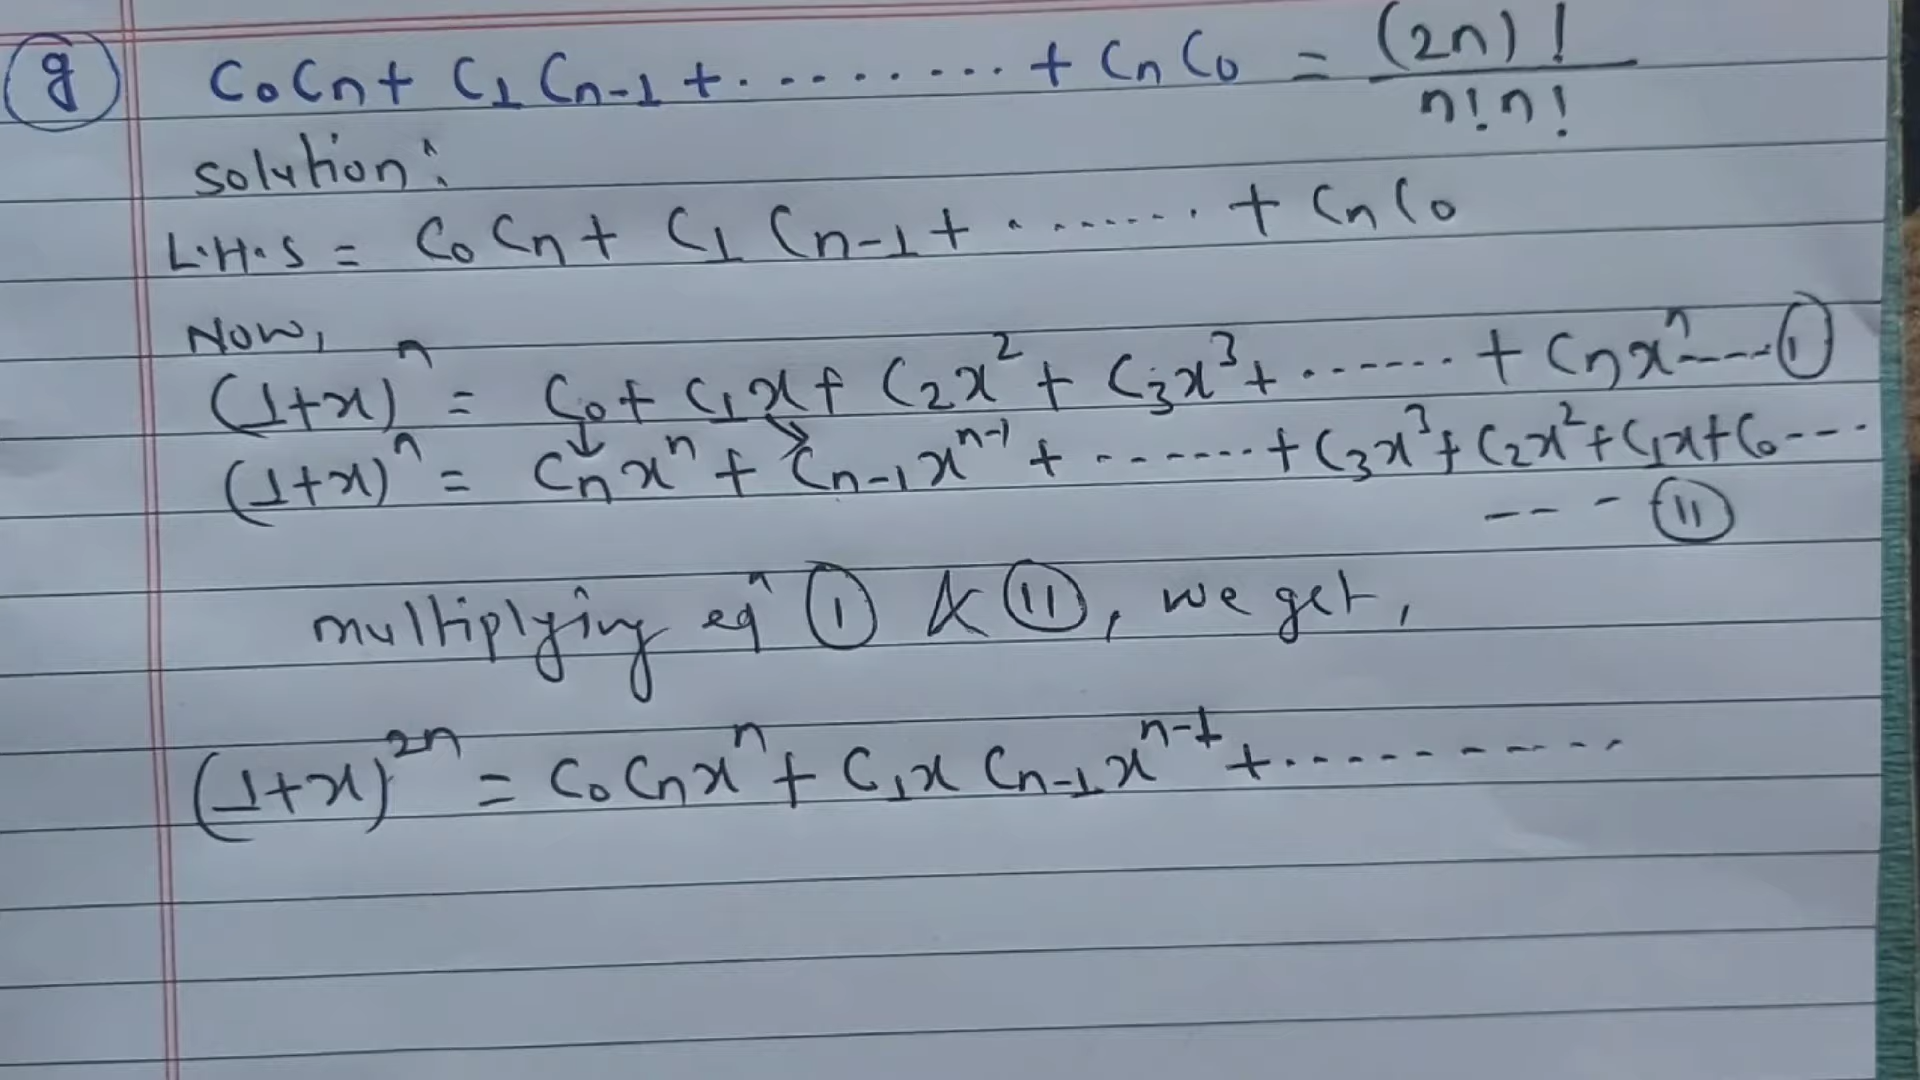 g C₀Cₙ + C₁Cₙ₋₁ + ......... + CₙC₀ = (2n)! / n!n!
solution:
L.H.S = C₀Cₙ + C₁Cₙ₋₁ + ........ + CₙC₀
Now,
(1+x)ⁿ = C₀ + C₁x + C₂x² + C₃x³ + ....... + Cₙxⁿ ---- (I)
(1+x)ⁿ = Cₙxⁿ + Cₙ₋₁xⁿ⁻¹ + ....... + C₃x³ + C₂x² + C₁x + C₀ ---
--- (II)
multiplying eqⁿ (I) & (II), we get,
(1+x)²ⁿ = C₀Cₙxⁿ + C₁x Cₙ₋₁xⁿ⁻¹ + ..........